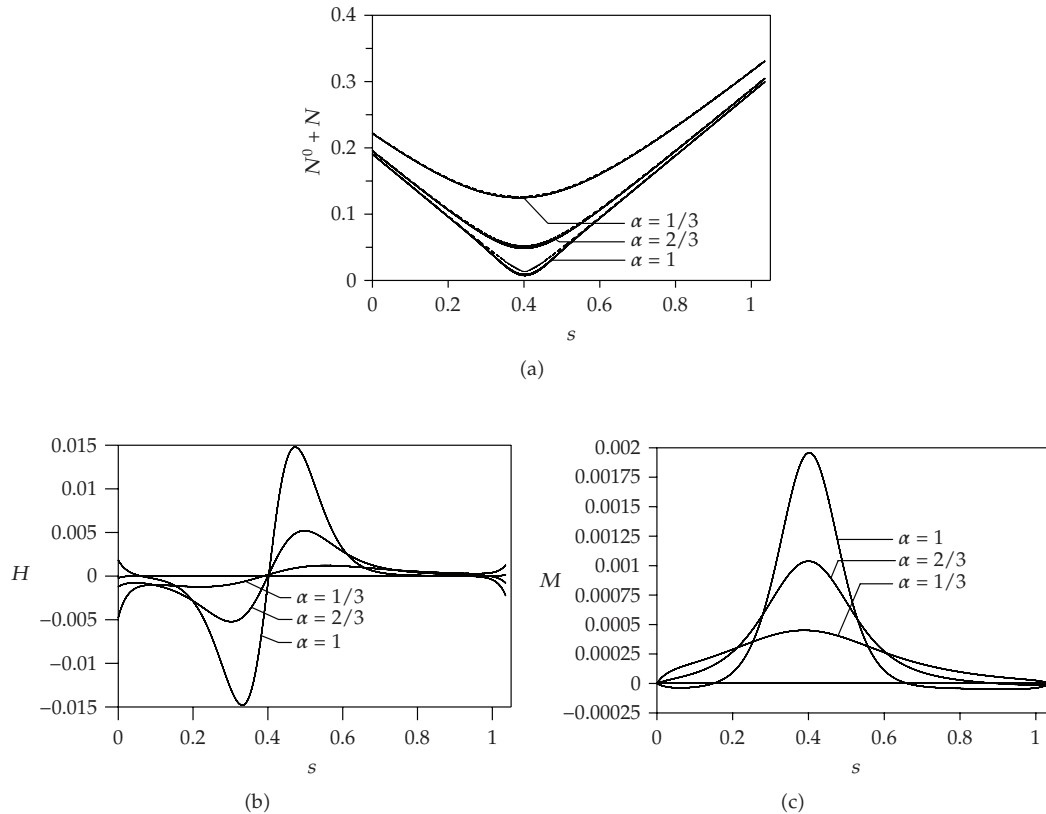 0.4
0.3
0.2
0.1
0
N⁰ + N
α = 1/3
α = 2/3
α = 1
0 0.2 0.4 0.6 0.8 1
s
(a)
0.015
0.01
0.005
0
−0.005
−0.01
−0.015
H
α = 1/3
α = 2/3
α = 1
0 0.2 0.4 0.6 0.8 1
s
(b)
0.002
0.00175
0.0015
0.00125
0.001
0.00075
0.0005
0.00025
0
−0.00025
M
α = 1
α = 2/3
α = 1/3
0 0.2 0.4 0.6 0.8 1
s
(c)